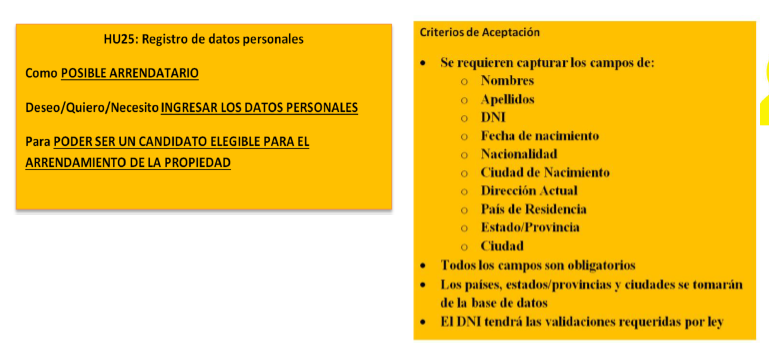 HU25: Registro de datos personales
Como POSIBLE ARRENDATARIO
Deseo/Quiero/Necesito INGRESAR LOS DATOS PERSONALES
Para PODER SER UN CANDIDATO ELEGIBLE PARA EL
ARRENDAMIENTO DE LA PROPIEDAD
Criterios de Aceptación
• Se requieren capturar los campos de:
o Nombres
o Apellidos
o DNI
o Fecha de nacimiento
o Nacionalidad
o Ciudad de Nacimiento
o Dirección Actual
o País de Residencia
o Estado/Provincia
o Ciudad
• Todos los campos son obligatorios
• Los países, estados/provincias y ciudades se tomarán
de la base de datos
• El DNI tendrá las validaciones requeridas por ley